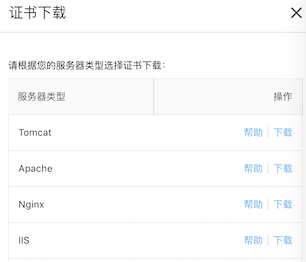 证书下载
请根据您的服务器类型选择证书下载：
服务器类型 操作
Tomcat 帮助 | 下载
Apache 帮助 | 下载
Nginx 帮助 | 下载
IIS 帮助 | 下载